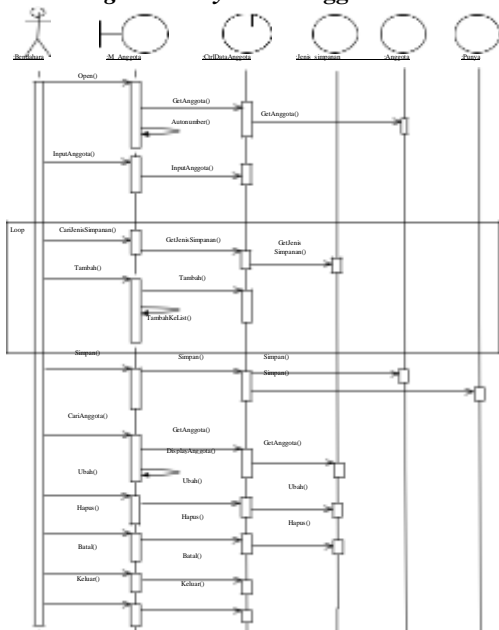 :Bendahara
:M_Anggota
:CtrlDataAnggota
:Jenis_simpanan
:Anggota
:Punya
Open()
GetAnggota()
Autonumber()
GetAnggota()
InputAnggota()
InputAnggota()
Loop
CariJenisSimpanan()
GetJenisSimpanan()
GetJenis
Simpanan()
Tambah()
Tambah()
TambahKeList()
Simpan()
Simpan()
Simpan()
Simpan()
CariAnggota()
GetAnggota()
GetAnggota()
DisplayAnggota()
Ubah()
Ubah()
Ubah()
Hapus()
Hapus()
Hapus()
Batal()
Batal()
Keluar()
Keluar()